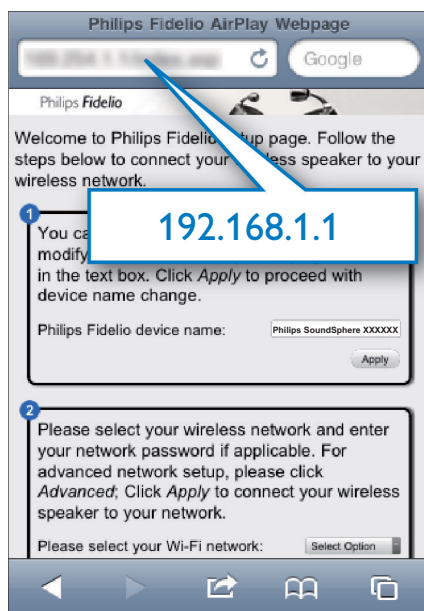 Philips Fidelio AirPlay Webpage
Google
Philips Fidelio
Welcome to Philips Fidelio setup page. Follow the
steps below to connect your wireless speaker to your
wireless network.
192.168.1.1
1
You ca
modify
in the text box. Click Apply to proceed with
device name change.
Philips Fidelio device name:
Philips SoundSphere XXXXXX
Apply
2
Please select your wireless network and enter
your network password if applicable. For
advanced network setup, please click
Advanced; Click Apply to connect your wireless
speaker to your network.
Please select your Wi-Fi network:
Select Option